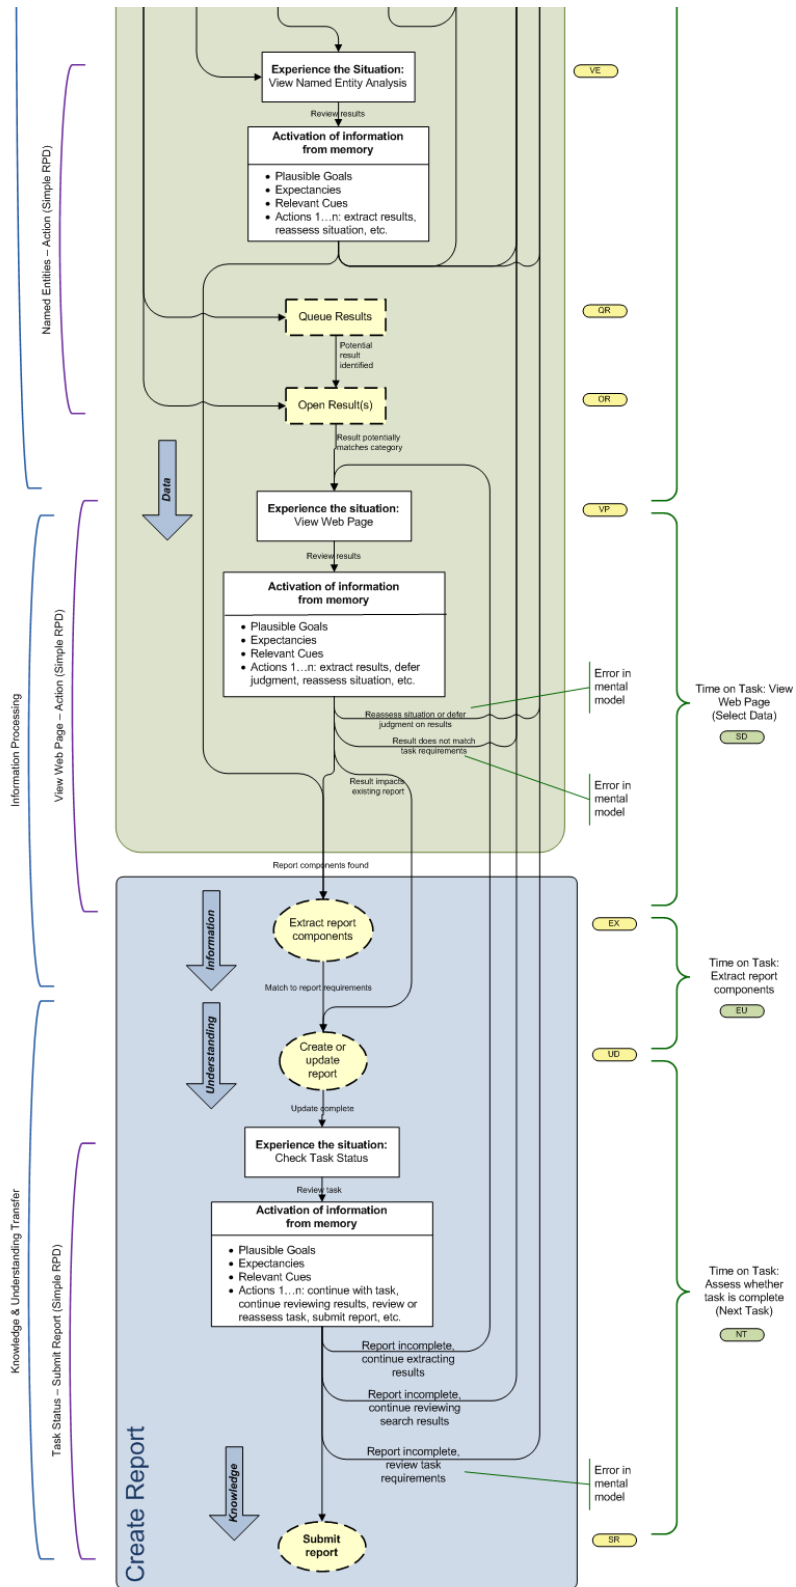 Experience the Situation:
View Named Entity Analysis
VE
Review results
Activation of information
from memory
• Plausible Goals
• Expectancies
• Relevant Cues
• Actions 1…n: extract results,
reassess situation, etc.
Named Entities – Action (Simple RPD)
Queue Results
QR
Potential
result
identified
Open Result(s)
OR
Result potentially
matches category
Data
Experience the situation:
View Web Page
VP
Review results
Activation of information
from memory
• Plausible Goals
• Expectancies
• Relevant Cues
• Actions 1…n: extract results, defer
judgment, reassess situation, etc.
Information Processing
View Web Page – Action (Simple RPD)
Error in
mental
model
Time on Task: View
Web Page
(Select Data)
SD
Reassess situation or defer
judgment on results
Result does not match
task requirements
Result impacts
existing report
Error in
mental
model
Report components found
Extract report
components
EX
Information
Time on Task:
Extract report
components
EU
Match to report requirements
Understanding
Create or
update
report
UD
Update complete
Experience the situation:
Check Task Status
Review task
Activation of information
from memory
• Plausible Goals
• Expectancies
• Relevant Cues
• Actions 1…n: continue with task,
continue reviewing results, review or
reassess task, submit report, etc.
Knowledge & Understanding Transfer
Task Status – Submit Report (Simple RPD)
Time on Task:
Assess whether
task is complete
(Next Task)
NT
Report incomplete,
continue extracting
results
Report incomplete,
continue reviewing
search results
Report incomplete,
review task
requirements
Error in
mental
model
Knowledge
Create Report
Submit
report
SR